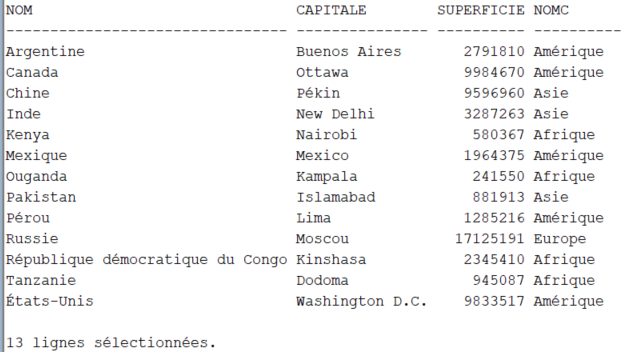 NOM CAPITALE SUPERFICIE NOMC
-------------------------------- --------------- ---------- ----------
Argentine Buenos Aires 2791810 Amérique
Canada Ottawa 9984670 Amérique
Chine Pékin 9596960 Asie
Inde New Delhi 3287263 Asie
Kenya Nairobi 580367 Afrique
Mexique Mexico 1964375 Amérique
Ouganda Kampala 241550 Afrique
Pakistan Islamabad 881913 Asie
Pérou Lima 1285216 Amérique
Russie Moscou 17125191 Europe
République démocratique du Congo Kinshasa 2345410 Afrique
Tanzanie Dodoma 945087 Afrique
États-Unis Washington D.C. 9833517 Amérique
13 lignes sélectionnées.